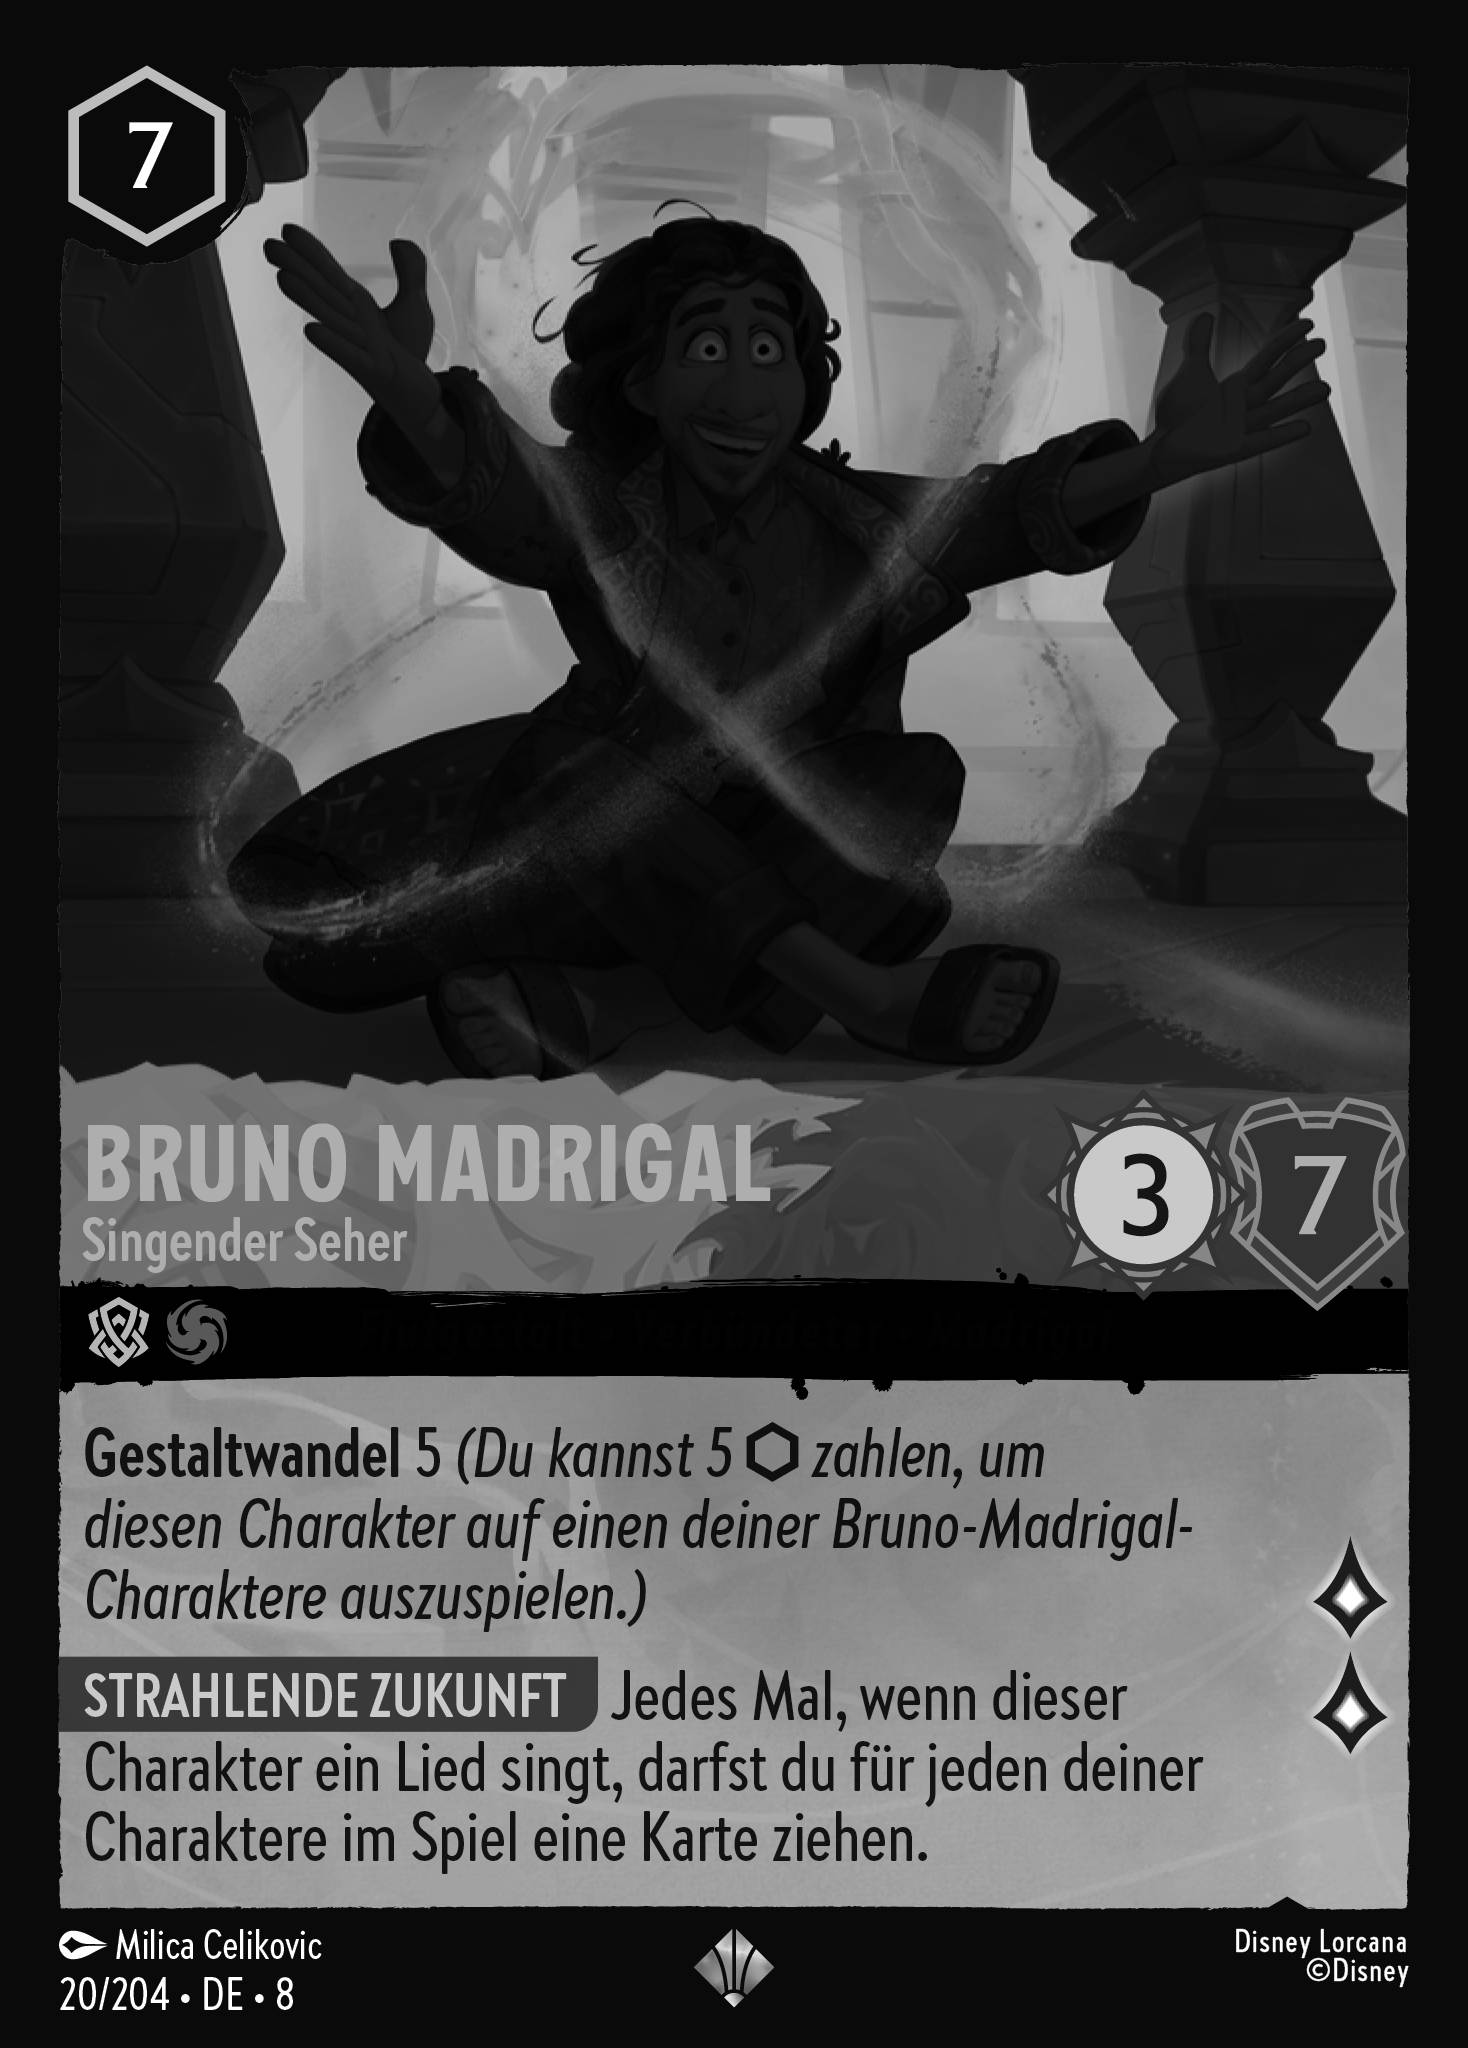 7
BRUNO MADRIGAL
Singender Seher
3
7
Gestaltwandel 5 (Du kannst 5 ⬡ zahlen, um
diesen Charakter auf einen deiner Bruno-Madrigal-
Charaktere auszuspielen.)
STRAHLENDE ZUKUNFT Jedes Mal, wenn dieser
Charakter ein Lied singt, darfst du für jeden deiner
Charaktere im Spiel eine Karte ziehen.
Milica Celikovic
20/204 • DE • 8
Disney Lorcana
©Disney